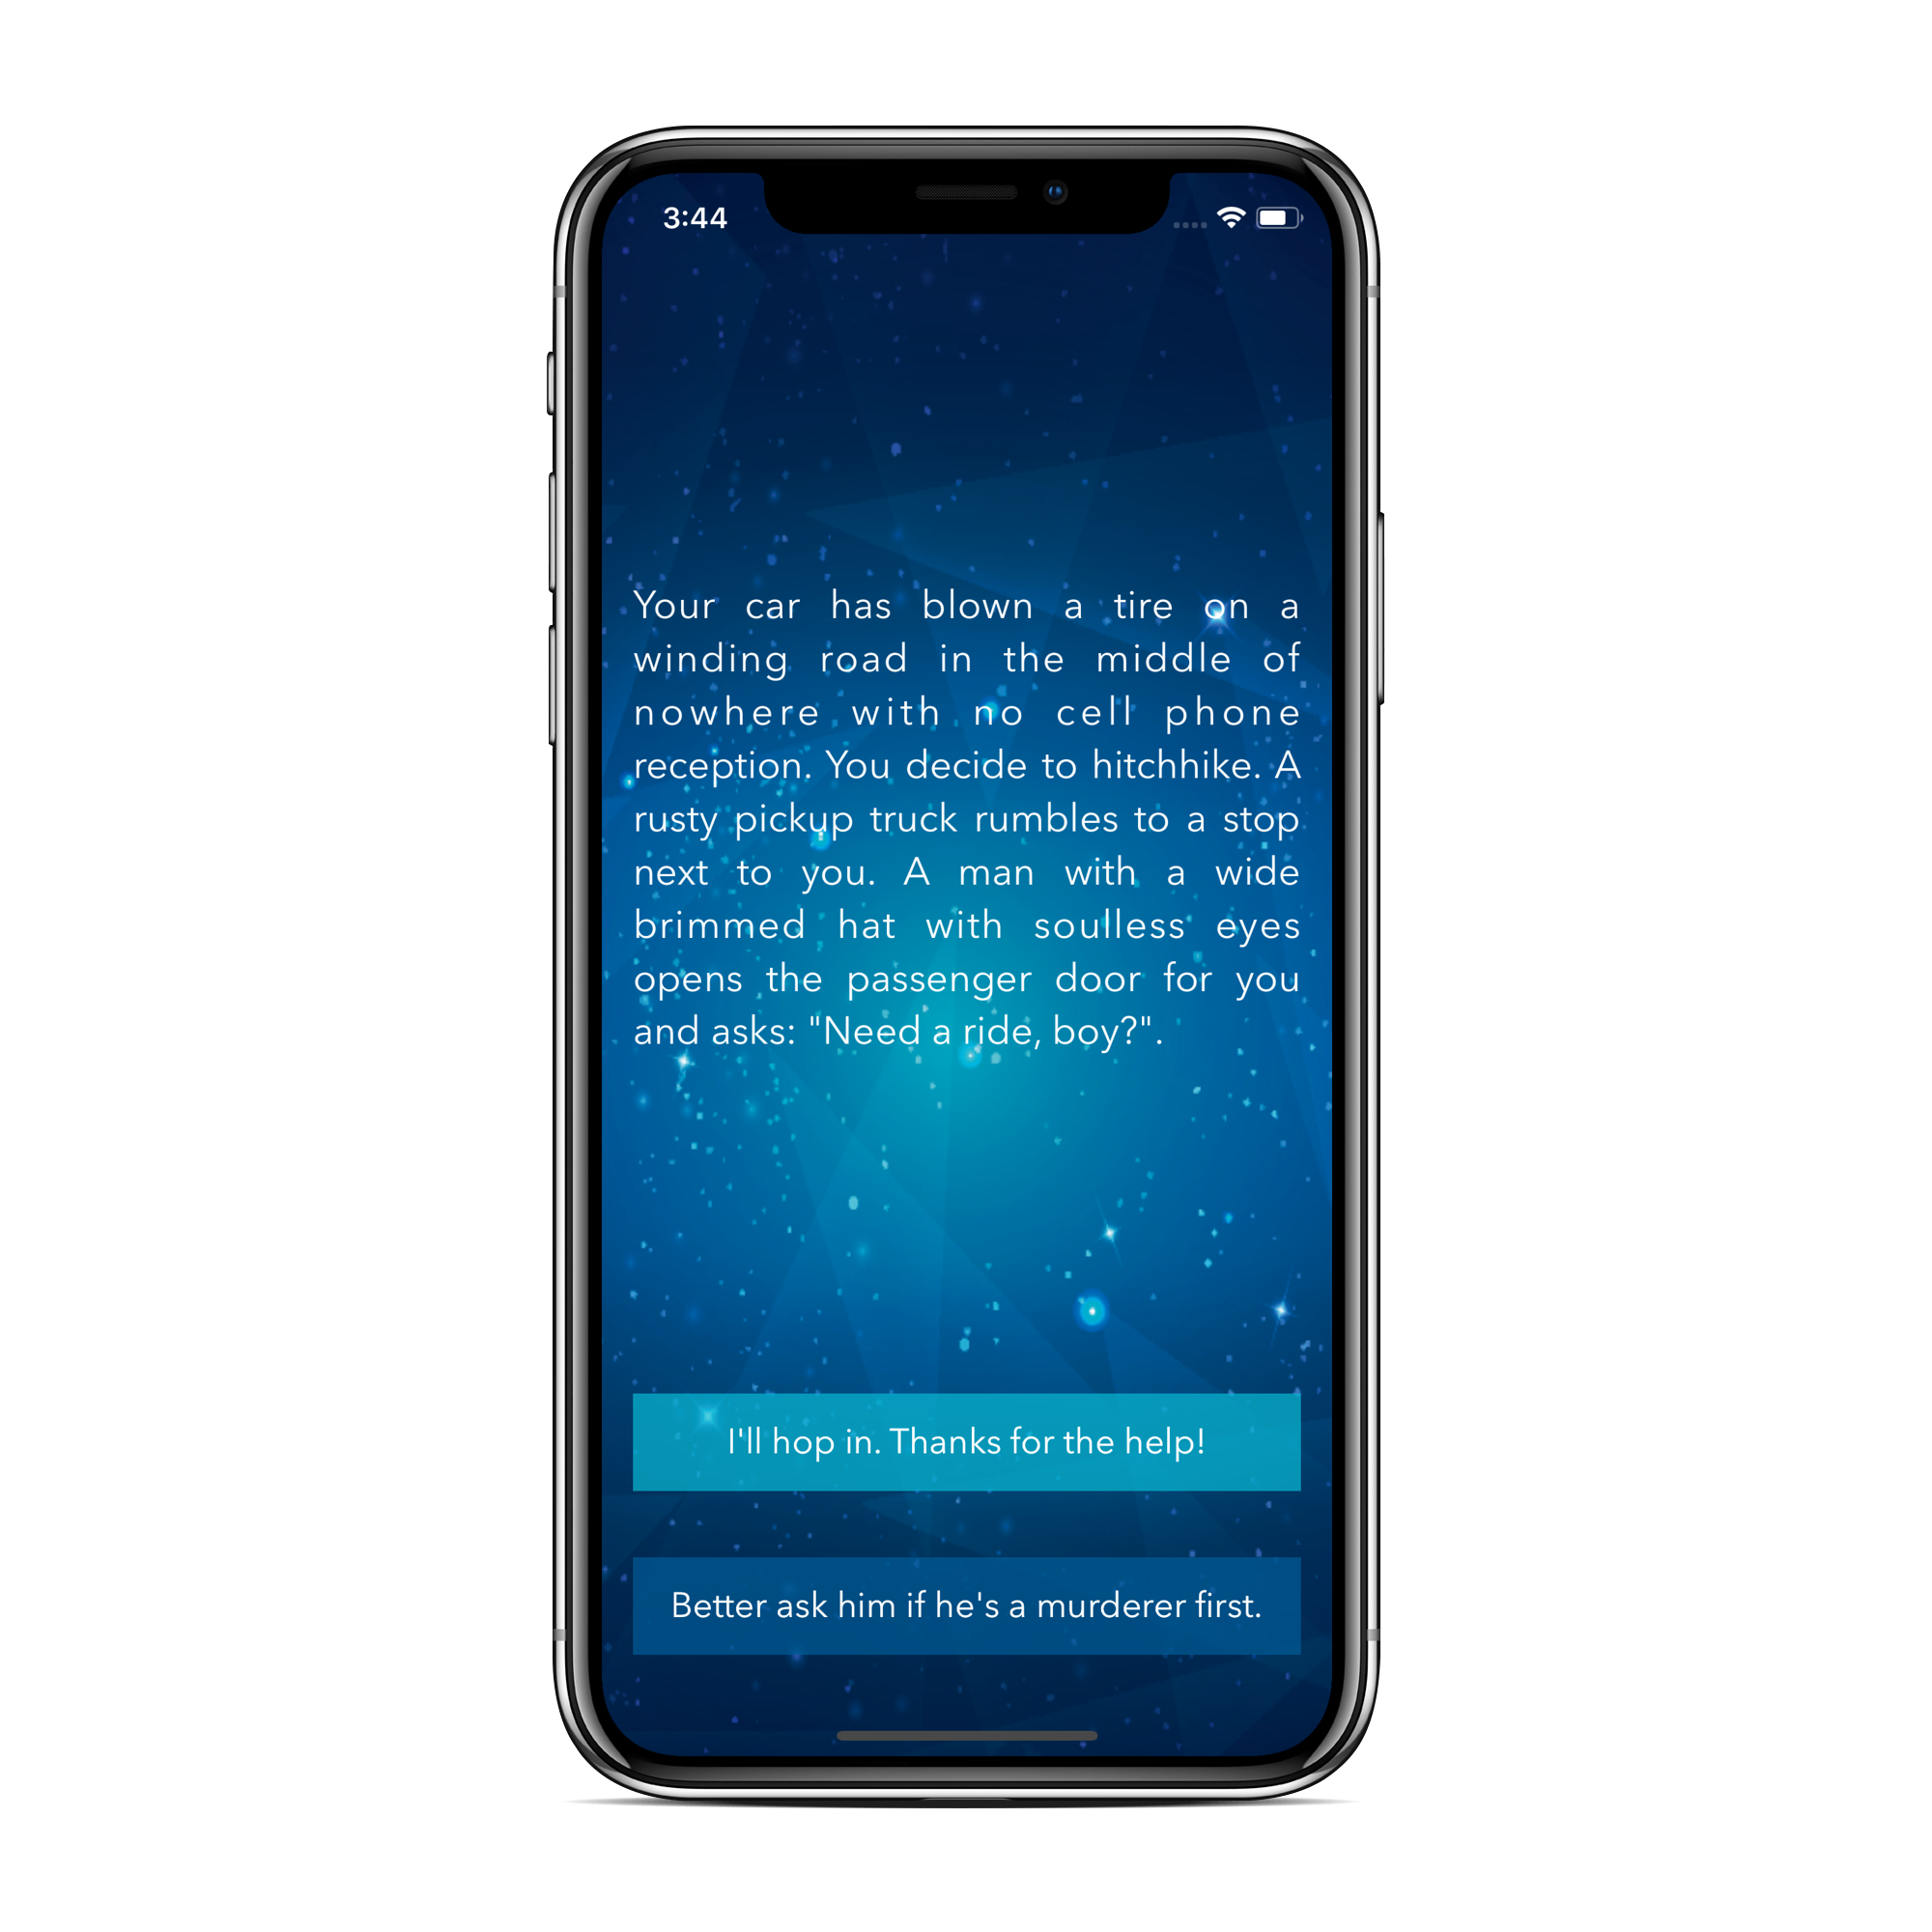 3:44
Your car has blown a tire on a
winding road in the middle of
nowhere with no cell phone
reception. You decide to hitchhike. A
rusty pickup truck rumbles to a stop
next to you. A man with a wide
brimmed hat with soulless eyes
opens the passenger door for you
and asks: "Need a ride, boy?".
I'll hop in. Thanks for the help!
Better ask him if he's a murderer first.